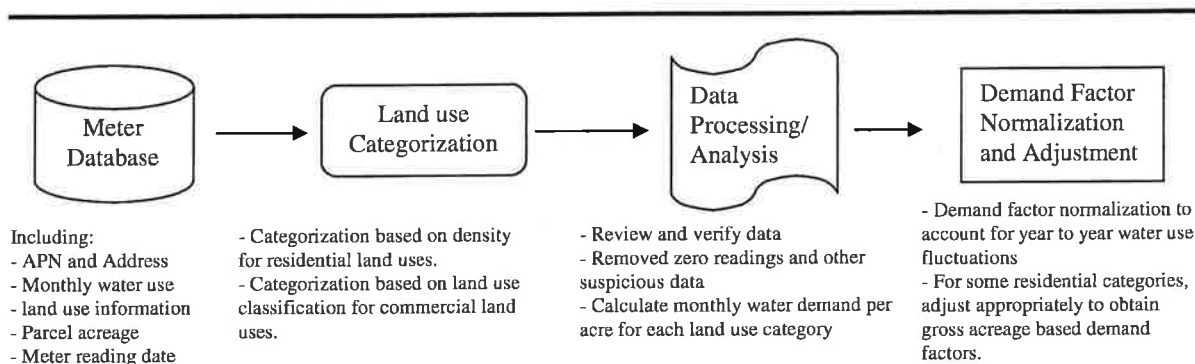 Meter
Database
Land use
Categorization
Data
Processing/
Analysis
Demand Factor
Normalization
and Adjustment
Including:
- APN and Address
- Monthly water use
- land use information
- Parcel acreage
- Meter reading date
- Categorization based on density
for residential land uses.
- Categorization based on land use
classification for commercial land
uses.
- Review and verify data
- Removed zero readings and other
suspicious data
- Calculate monthly water demand per
acre for each land use category
- Demand factor normalization to
account for year to year water use
fluctuations
- For some residential categories,
adjust appropriately to obtain
gross acreage based demand
factors.